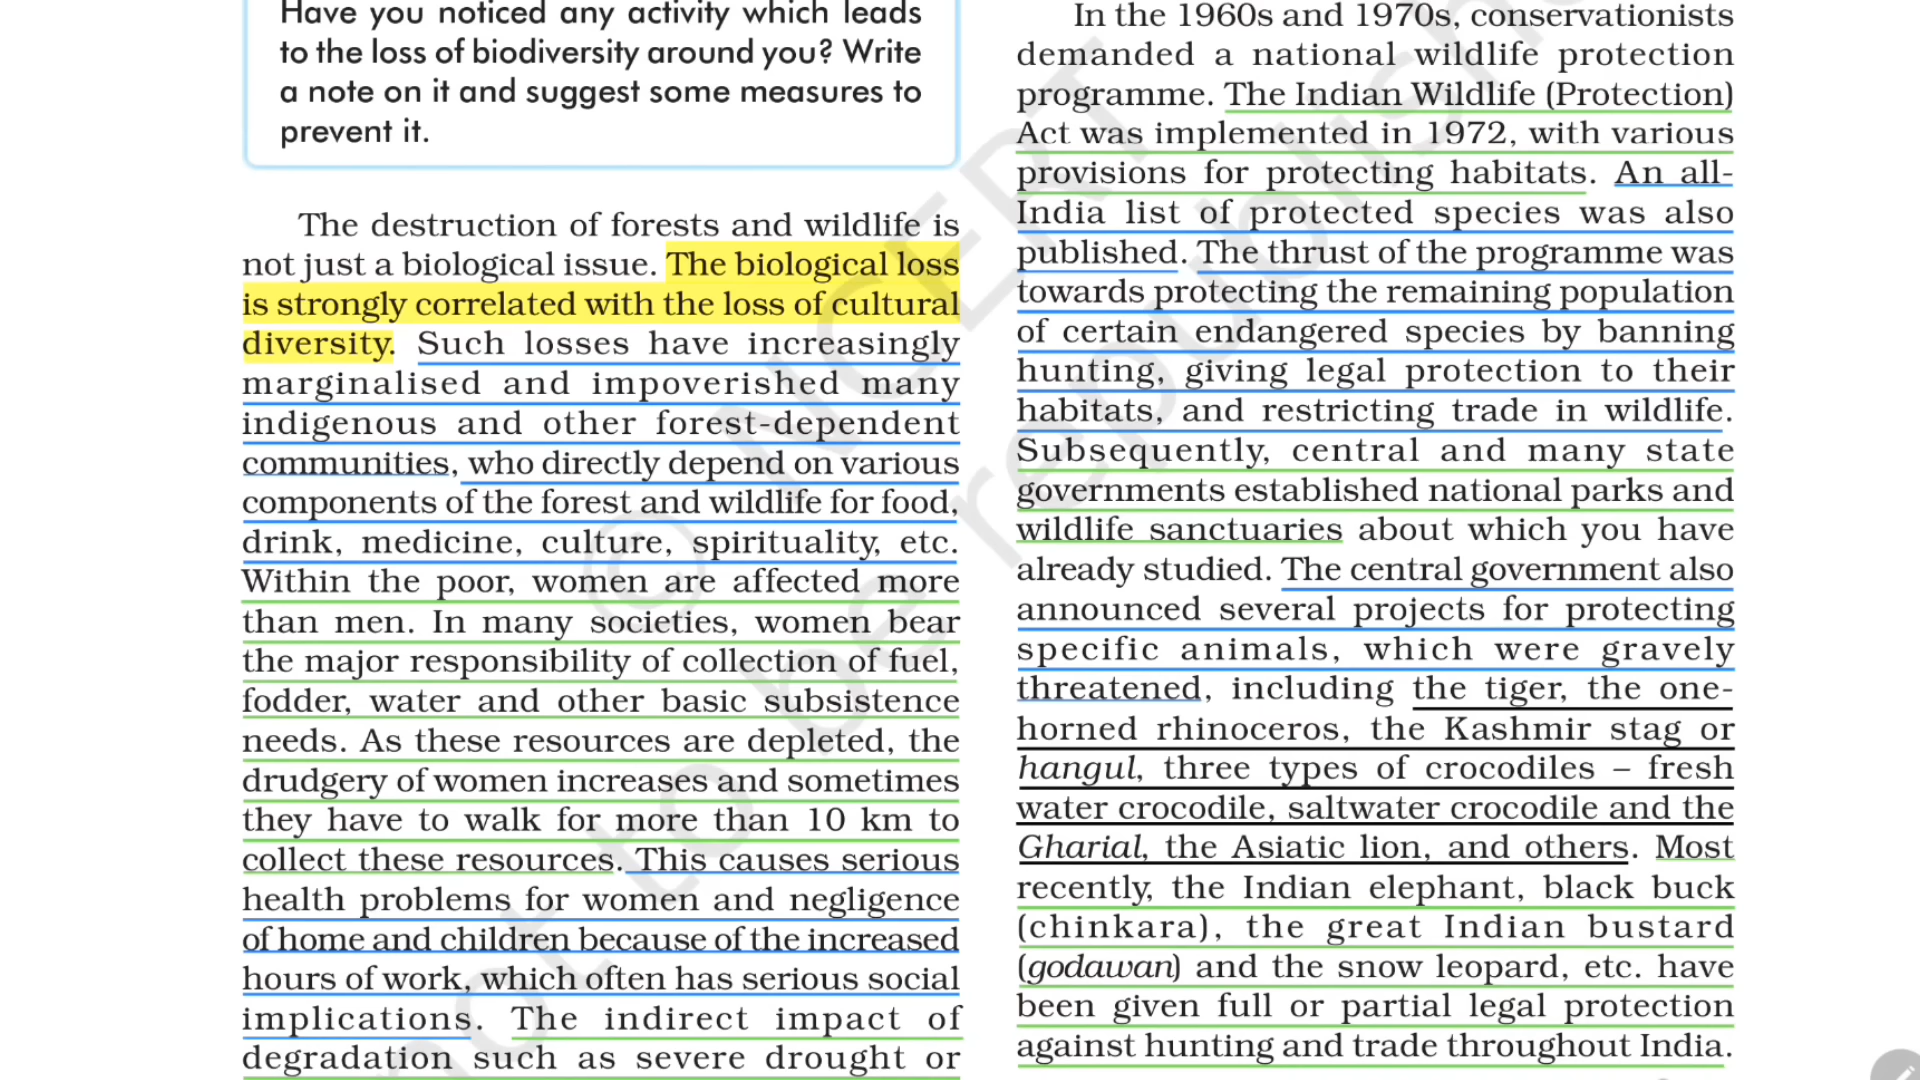 Have you noticed any activity which leads
to the loss of biodiversity around you? Write
a note on it and suggest some measures to
prevent it.
The destruction of forests and wildlife is
not just a biological issue. The biological loss
is strongly correlated with the loss of cultural
diversity. Such losses have increasingly
marginalised and impoverished many
indigenous and other forest-dependent
communities, who directly depend on various
components of the forest and wildlife for food,
drink, medicine, culture, spirituality, etc.
Within the poor, women are affected more
than men. In many societies, women bear
the major responsibility of collection of fuel,
fodder, water and other basic subsistence
needs. As these resources are depleted, the
drudgery of women increases and sometimes
they have to walk for more than 10 km to
collect these resources. This causes serious
health problems for women and negligence
of home and children because of the increased
hours of work, which often has serious social
implications. The indirect impact of
degradation such as severe drought or
In the 1960s and 1970s, conservationists
demanded a national wildlife protection
programme. The Indian Wildlife (Protection)
Act was implemented in 1972, with various
provisions for protecting habitats. An all-
India list of protected species was also
published. The thrust of the programme was
towards protecting the remaining population
of certain endangered species by banning
hunting, giving legal protection to their
habitats, and restricting trade in wildlife.
Subsequently, central and many state
governments established national parks and
wildlife sanctuaries about which you have
already studied. The central government also
announced several projects for protecting
specific animals, which were gravely
threatened, including the tiger, the one-
horned rhinoceros, the Kashmir stag or
hangul, three types of crocodiles – fresh
water crocodile, saltwater crocodile and the
Gharial, the Asiatic lion, and others. Most
recently, the Indian elephant, black buck
(chinkara), the great Indian bustard
(godawan) and the snow leopard, etc. have
been given full or partial legal protection
against hunting and trade throughout India.
© NCERT
not to be republish